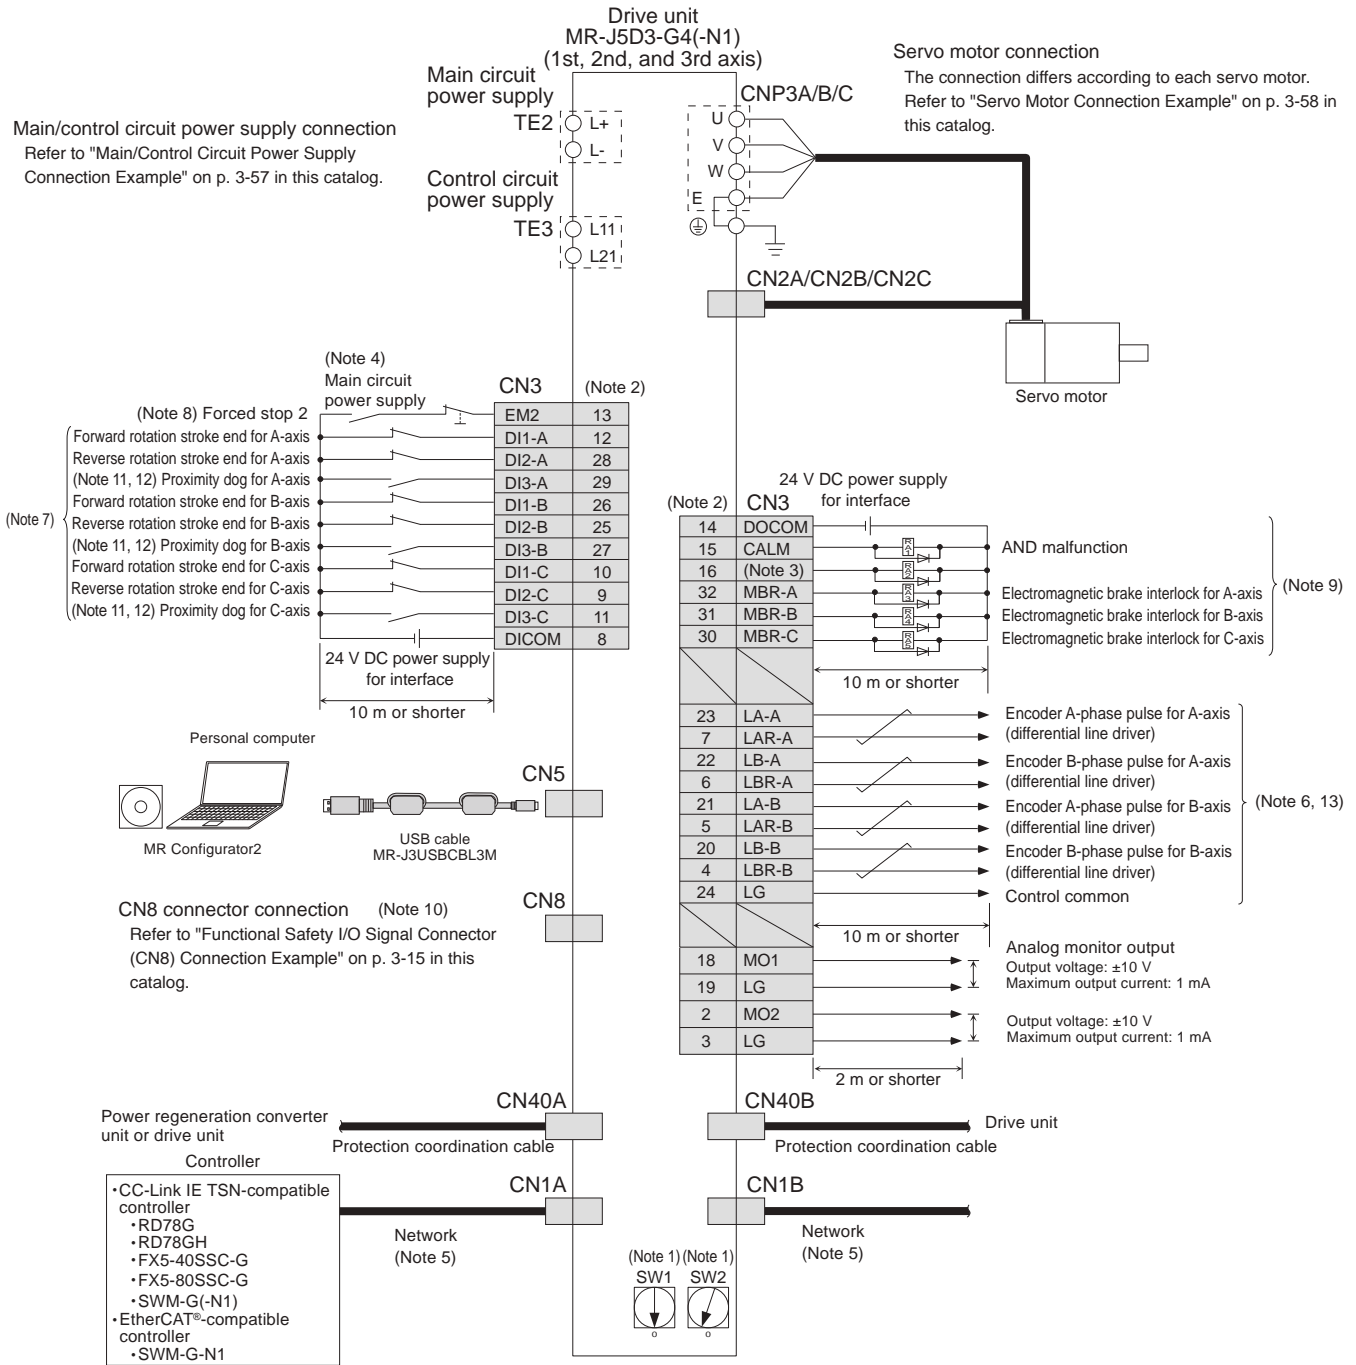 Drive unit
MR-J5D3-G4(-N1)
(1st, 2nd, and 3rd axis)
Main circuit
power supply
TE2
L+
L-
Control circuit
power supply
TE3
L11
L21
Main/control circuit power supply connection
Refer to "Main/Control Circuit Power Supply
Connection Example" on p. 3-57 in this catalog.
CNP3A/B/C
U
V
W
E
Servo motor connection
The connection differs according to each servo motor.
Refer to "Servo Motor Connection Example" on p. 3-58 in
this catalog.
CN2A/CN2B/CN2C
Servo motor
(Note 4)
Main circuit
power supply
CN3 (Note 2)
(Note 8) Forced stop 2 EM2 13
(Note 7)
Forward rotation stroke end for A-axis DI1-A 12
Reverse rotation stroke end for A-axis DI2-A 28
(Note 11, 12) Proximity dog for A-axis DI3-A 29
Forward rotation stroke end for B-axis DI1-B 26
Reverse rotation stroke end for B-axis DI2-B 25
(Note 11, 12) Proximity dog for B-axis DI3-B 27
Forward rotation stroke end for C-axis DI1-C 10
Reverse rotation stroke end for C-axis DI2-C 9
(Note 11, 12) Proximity dog for C-axis DI3-C 11
DICOM 8
24 V DC power supply
for interface
10 m or shorter
24 V DC power supply
for interface
(Note 2) CN3
14 DOCOM
15 CALM RA1 AND malfunction
16 (Note 3) RA2
32 MBR-A RA3 Electromagnetic brake interlock for A-axis
31 MBR-B RA4 Electromagnetic brake interlock for B-axis
30 MBR-C RA5 Electromagnetic brake interlock for C-axis
(Note 9)
10 m or shorter
23 LA-A Encoder A-phase pulse for A-axis
7 LAR-A (differential line driver)
22 LB-A Encoder B-phase pulse for A-axis
6 LBR-A (differential line driver)
21 LA-B Encoder A-phase pulse for B-axis
5 LAR-B (differential line driver)
20 LB-B Encoder B-phase pulse for B-axis
4 LBR-B (differential line driver)
24 LG Control common
(Note 6, 13)
10 m or shorter
Analog monitor output
18 MO1 Output voltage: ±10 V
19 LG Maximum output current: 1 mA
2 MO2 Output voltage: ±10 V
3 LG Maximum output current: 1 mA
2 m or shorter
Personal computer
MR Configurator2
USB cable
MR-J3USBCBL3M
CN5
CN8 connector connection (Note 10)
Refer to "Functional Safety I/O Signal Connector
(CN8) Connection Example" on p. 3-15 in this
catalog.
CN8
CN40A
Power regeneration converter
unit or drive unit
Protection coordination cable
CN40B
Drive unit
Protection coordination cable
Controller
・CC-Link IE TSN-compatible
controller
・RD78G
・RD78GH
・FX5-40SSC-G
・FX5-80SSC-G
・SWM-G(-N1)
・EtherCAT®-compatible
controller
・SWM-G-N1
CN1A
Network
(Note 5)
CN1B
Network
(Note 5)
(Note 1) (Note 1)
SW1 SW2
0 0